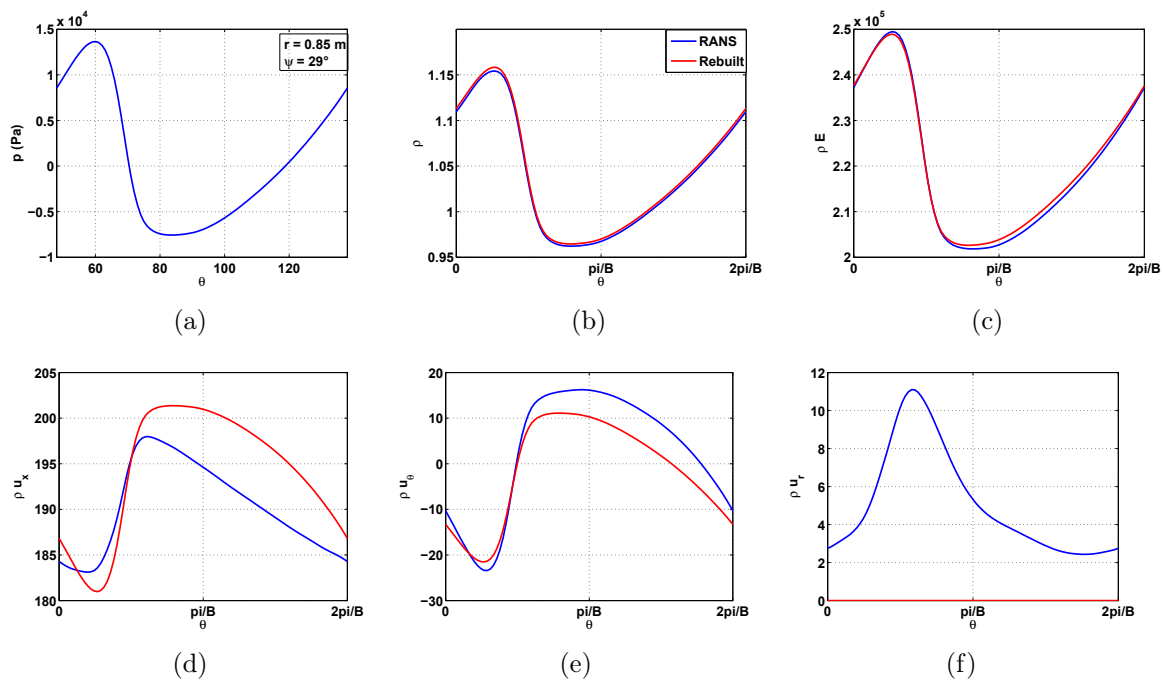 x 10^4
1.5
1
0.5
0
−0.5
−1
p (Pa)
60 80 100 120
θ
r = 0.85 m
ψ = 29°
(a)
1.15
1.1
1.05
1
0.95
ρ
0 pi/B 2pi/B
θ
RANS
Rebuilt
(b)
x 10^5
2.5
2.4
2.3
2.2
2.1
2
ρ E
0 pi/B 2pi/B
θ
(c)
205
200
195
190
185
180
ρ u_x
0 pi/B 2pi/B
θ
(d)
20
10
0
−10
−20
−30
ρ u_θ
0 pi/B 2pi/B
θ
(e)
12
10
8
6
4
2
0
ρ u_r
0 pi/B 2pi/B
θ
(f)